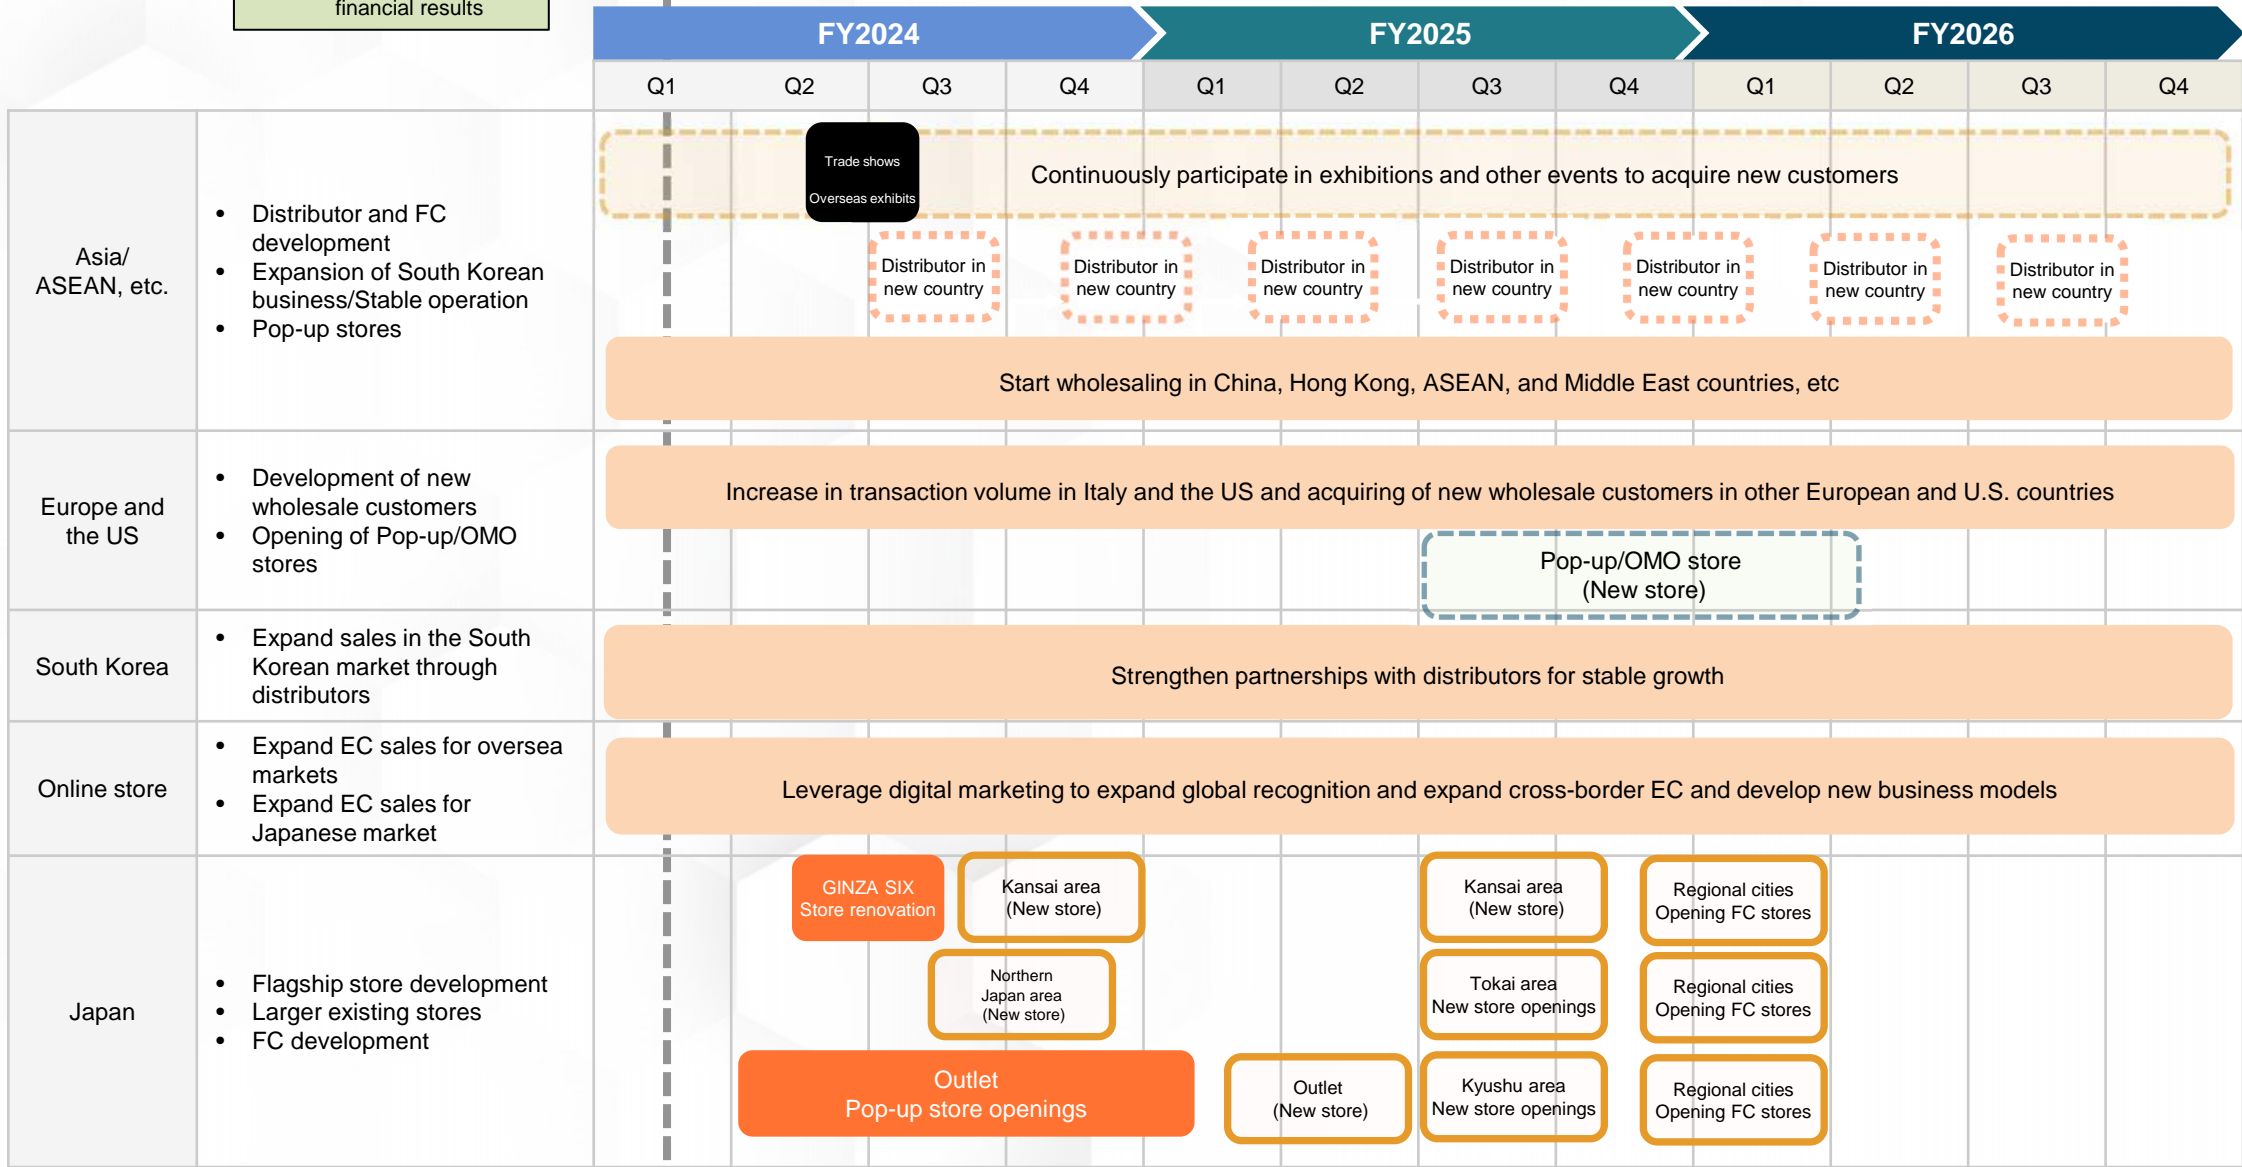 financial results
FY2024
FY2025
FY2026
Q1
Q2
Q3
Q4
Q1
Q2
Q3
Q4
Q1
Q2
Q3
Q4
Asia/
ASEAN, etc.
• Distributor and FC
development
• Expansion of South Korean
business/Stable operation
• Pop-up stores
Trade shows
Overseas exhibits
Continuously participate in exhibitions and other events to acquire new customers
Distributor in
new country
Distributor in
new country
Distributor in
new country
Distributor in
new country
Distributor in
new country
Distributor in
new country
Distributor in
new country
Start wholesaling in China, Hong Kong, ASEAN, and Middle East countries, etc
Europe and
the US
• Development of new
wholesale customers
• Opening of Pop-up/OMO
stores
Increase in transaction volume in Italy and the US and acquiring of new wholesale customers in other European and U.S. countries
Pop-up/OMO store
(New store)
South Korea
• Expand sales in the South
Korean market through
distributors
Strengthen partnerships with distributors for stable growth
Online store
• Expand EC sales for oversea
markets
• Expand EC sales for
Japanese market
Leverage digital marketing to expand global recognition and expand cross-border EC and develop new business models
Japan
• Flagship store development
• Larger existing stores
• FC development
GINZA SIX
Store renovation
Kansai area
(New store)
Kansai area
(New store)
Regional cities
Opening FC stores
Northern
Japan area
(New store)
Tokai area
New store openings
Regional cities
Opening FC stores
Outlet
Pop-up store openings
Outlet
(New store)
Kyushu area
New store openings
Regional cities
Opening FC stores